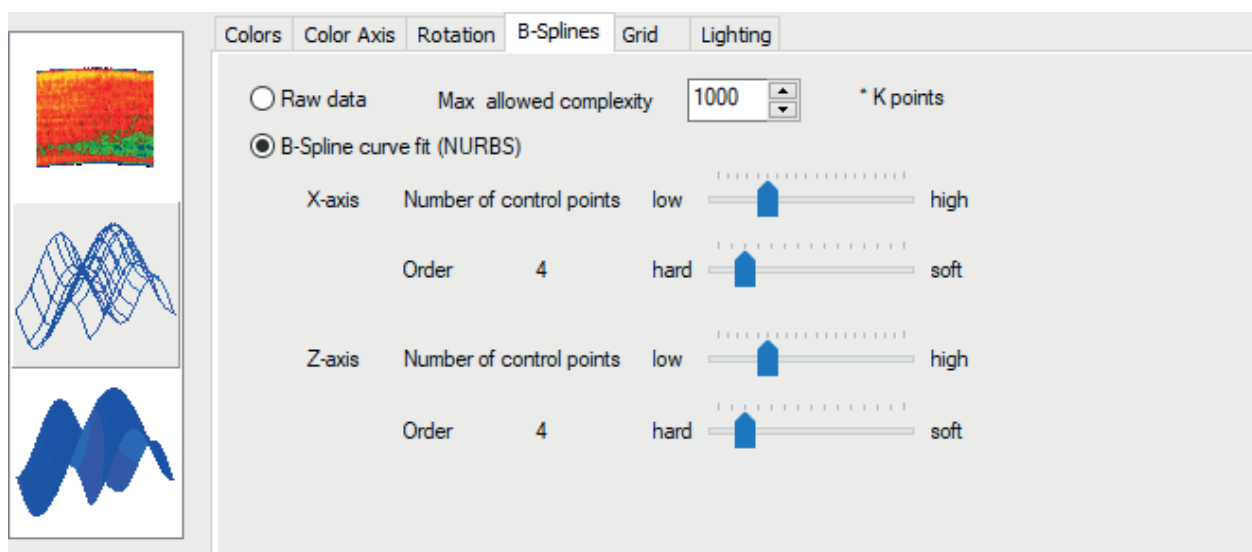 Colors Color Axis Rotation B-Splines Grid Lighting
Raw data Max allowed complexity 1000 * K points
B-Spline curve fit (NURBS)
X-axis Number of control points low high
Order 4 hard soft
Z-axis Number of control points low high
Order 4 hard soft